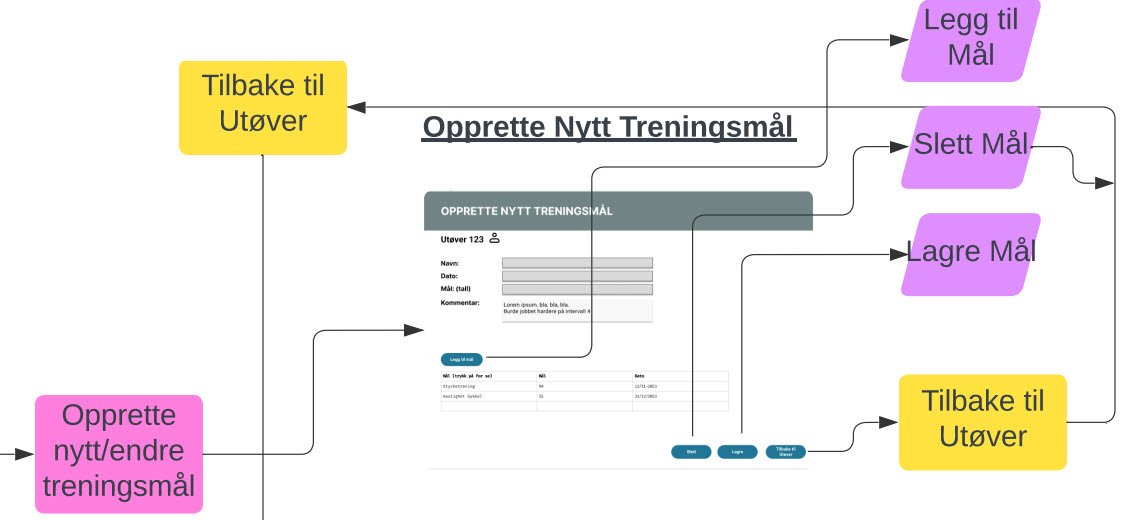 Legg til
Mål
Tilbake til
Utøver
Opprette Nytt Treningsmål
Slett Mål
OPPRETTE NYTT TRENINGSMÅL
Utøver 123
Lagre Mål
Navn:
Dato:
Mål: (tall)
Kommentar:
Lorem ipsum, bla, bla, bla.
Burde jobbet hardere på intervall 4
Legg til mål
Mål (trykk på for se) Mål Dato
Styrketrening 99 12/11-2023
Hastighet Sykkel 55 31/12/2023
Opprette
nytt/endre
treningsmål
Tilbake til
Utøver
Slett
Lagre
Tilbake til
Utøver